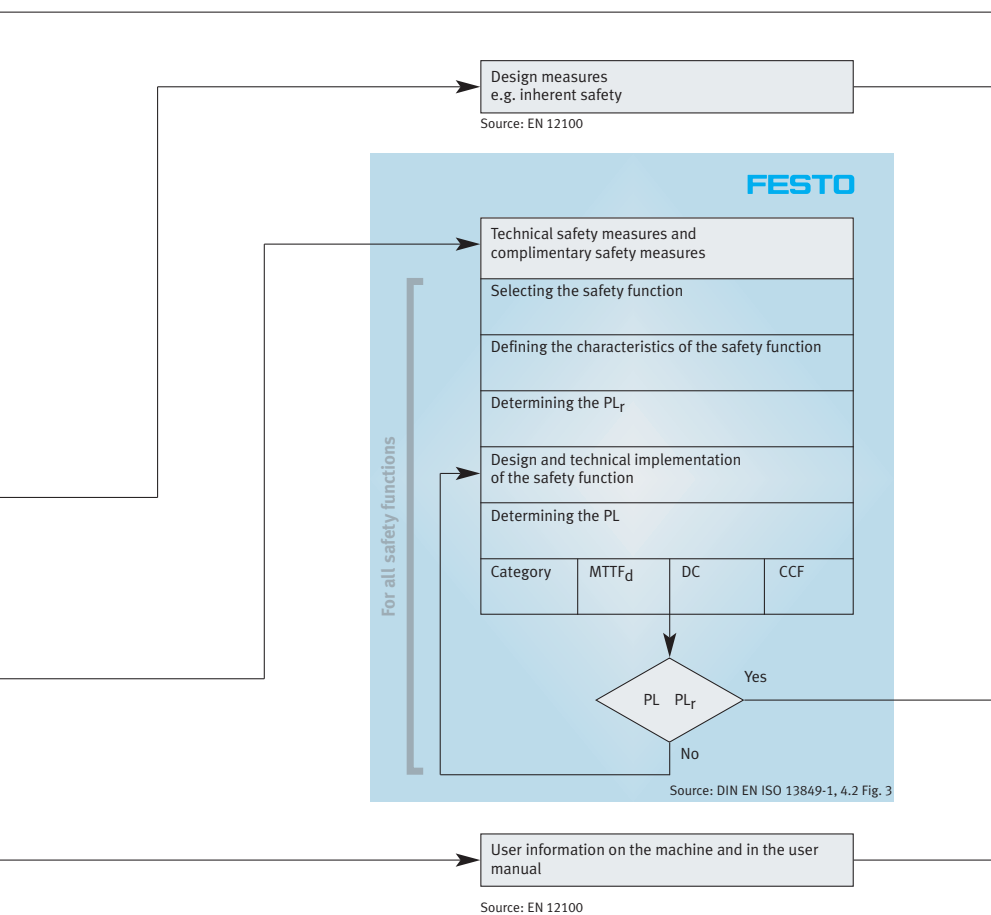 Design measures
e.g. inherent safety
Source: EN 12100
FESTO
Technical safety measures and
complimentary safety measures
Selecting the safety function
Defining the characteristics of the safety function
Determining the PLr
Design and technical implementation
of the safety function
Determining the PL
Category MTTFd DC CCF
For all safety functions
PL PLr
Yes
No
Source: DIN EN ISO 13849-1, 4.2 Fig. 3
User information on the machine and in the user
manual
Source: EN 12100